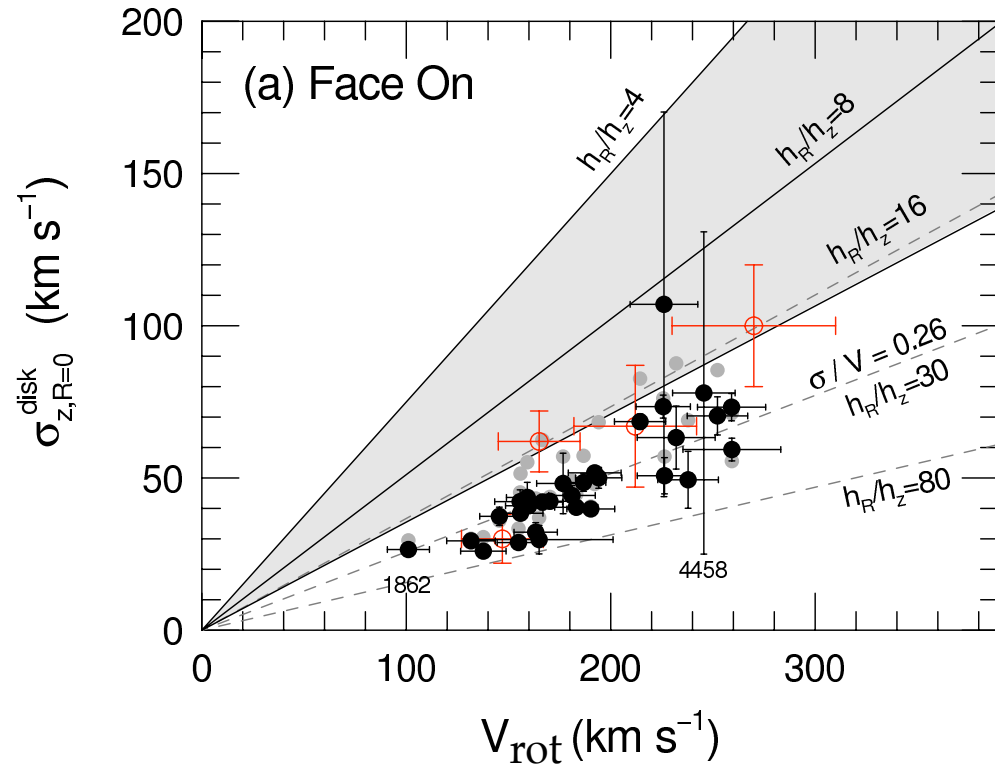 200
150
100
50
0
0
100
200
300
(a) Face On
h_R/h_z=4
h_R/h_z=8
h_R/h_z=16
σ / V = 0.26
h_R/h_z=30
h_R/h_z=80
1862
4458
σ^disk_z,R=0 (km s⁻¹)
V_rot (km s⁻¹)